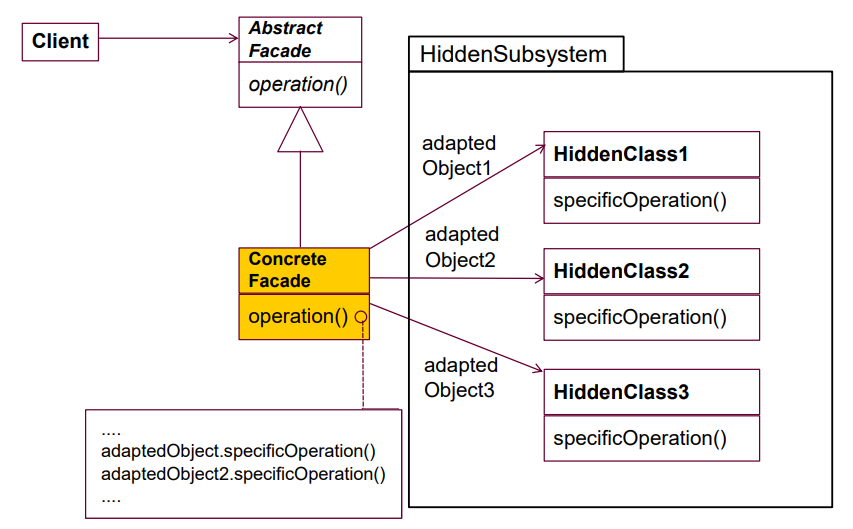 Client
Abstract
Facade
operation()
HiddenSubsystem
adapted
Object1
HiddenClass1
specificOperation()
adapted
Object2
HiddenClass2
specificOperation()
Concrete
Facade
operation()
adapted
Object3
HiddenClass3
specificOperation()
....
adaptedObject.specificOperation()
adaptedObject2.specificOperation()
....